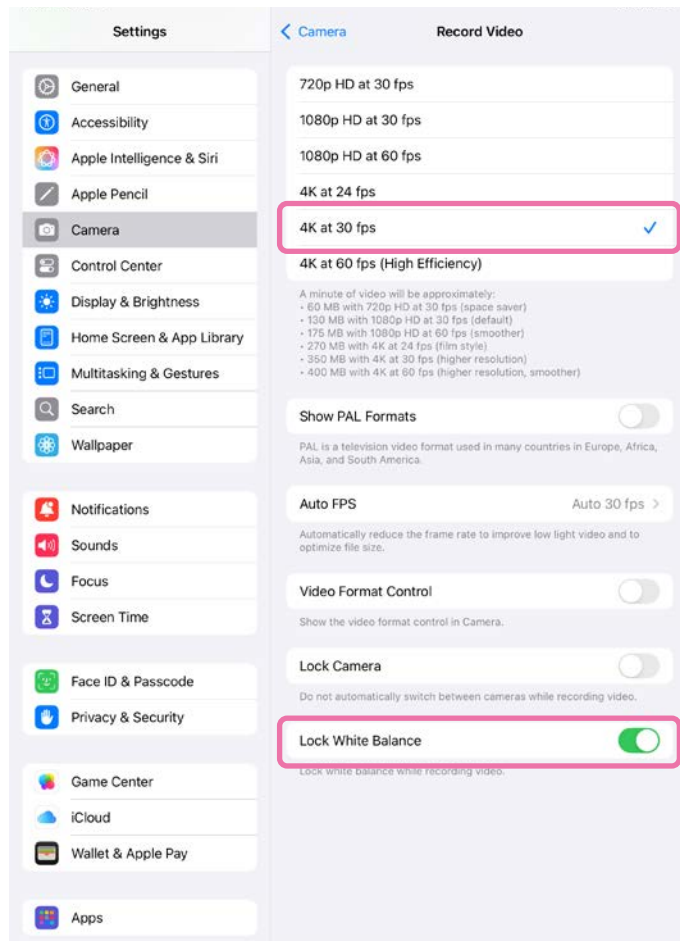 Settings
General
Accessibility
Apple Intelligence & Siri
Apple Pencil
Camera
Control Center
Display & Brightness
Home Screen & App Library
Multitasking & Gestures
Search
Wallpaper
Notifications
Sounds
Focus
Screen Time
Face ID & Passcode
Privacy & Security
Game Center
iCloud
Wallet & Apple Pay
Apps
Camera
Record Video
720p HD at 30 fps
1080p HD at 30 fps
1080p HD at 60 fps
4K at 24 fps
4K at 30 fps
4K at 60 fps (High Efficiency)
A minute of video will be approximately:
• 60 MB with 720p HD at 30 fps (space saver)
• 130 MB with 1080p HD at 30 fps (default)
• 175 MB with 1080p HD at 60 fps (smoother)
• 270 MB with 4K at 24 fps (film style)
• 350 MB with 4K at 30 fps (higher resolution)
• 400 MB with 4K at 60 fps (higher resolution, smoother)
Show PAL Formats
PAL is a television video format used in many countries in Europe, Africa,
Asia, and South America.
Auto FPS
Auto 30 fps
Automatically reduce the frame rate to improve low light video and to
optimize file size.
Video Format Control
Show the video format control in Camera.
Lock Camera
Do not automatically switch between cameras while recording video.
Lock White Balance
Lock white balance while recording video.